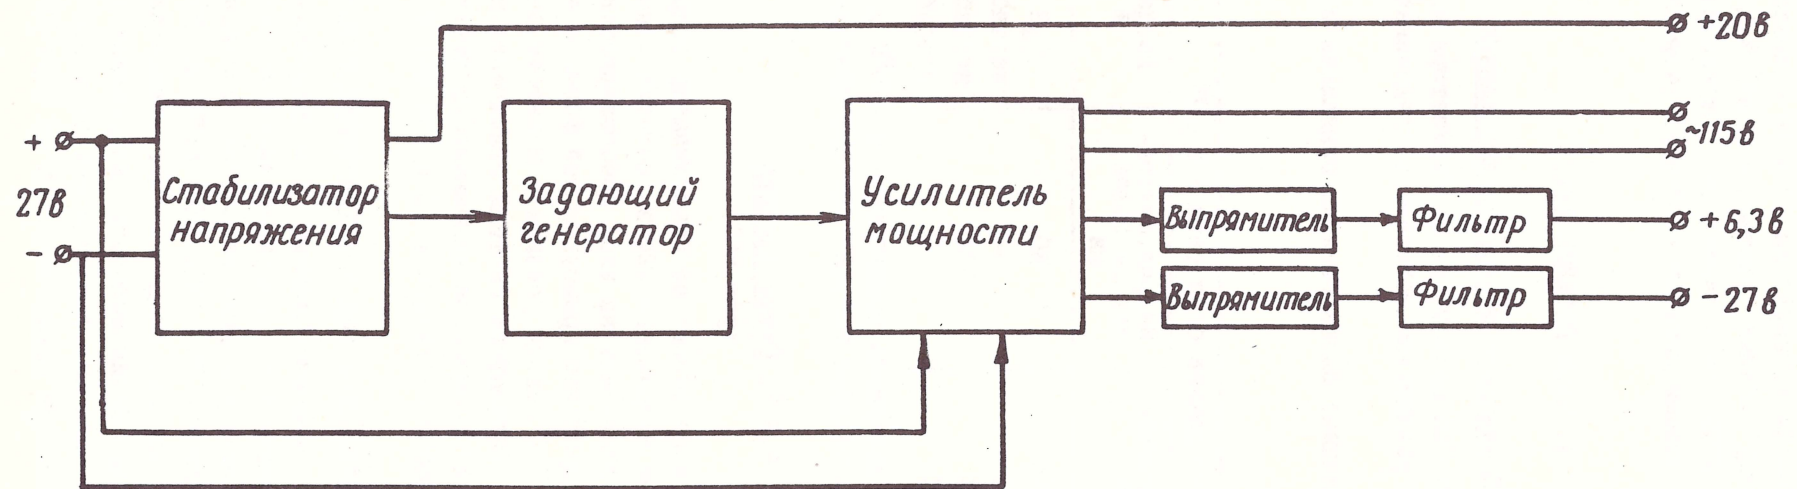 +20в
+
27в
-
Стабилизатор
напряжения
Задающий
генератор
Усилитель
мощности
~115в
Выпрямитель
Фильтр
+6,3в
Выпрямитель
Фильтр
-27в